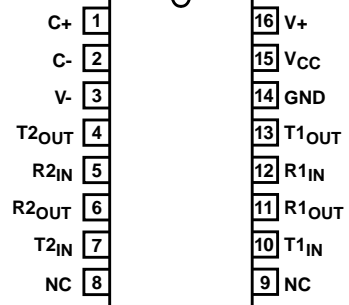 C+ 1 16 V+
C- 2 15 VCC
V- 3 14 GND
T2OUT 4 13 T1OUT
R2IN 5 12 R1IN
R2OUT 6 11 R1OUT
T2IN 7 10 T1IN
NC 8 9 NC